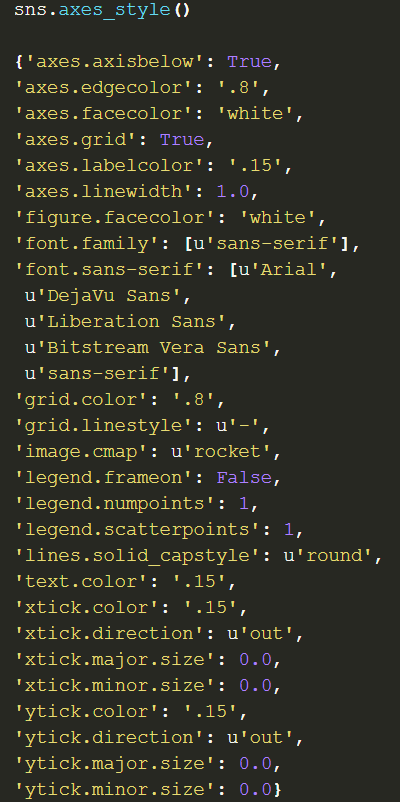 sns.axes_style()
{'axes.axisbelow': True,
'axes.edgecolor': '.8',
'axes.facecolor': 'white',
'axes.grid': True,
'axes.labelcolor': '.15',
'axes.linewidth': 1.0,
'figure.facecolor': 'white',
'font.family': [u'sans-serif'],
'font.sans-serif': [u'Arial',
 u'DejaVu Sans',
 u'Liberation Sans',
 u'Bitstream Vera Sans',
 u'sans-serif'],
'grid.color': '.8',
'grid.linestyle': u'-',
'image.cmap': u'rocket',
'legend.frameon': False,
'legend.numpoints': 1,
'legend.scatterpoints': 1,
'lines.solid_capstyle': u'round',
'text.color': '.15',
'xtick.color': '.15',
'xtick.direction': u'out',
'xtick.major.size': 0.0,
'xtick.minor.size': 0.0,
'ytick.color': '.15',
'ytick.direction': u'out',
'ytick.major.size': 0.0,
'ytick.minor.size': 0.0}